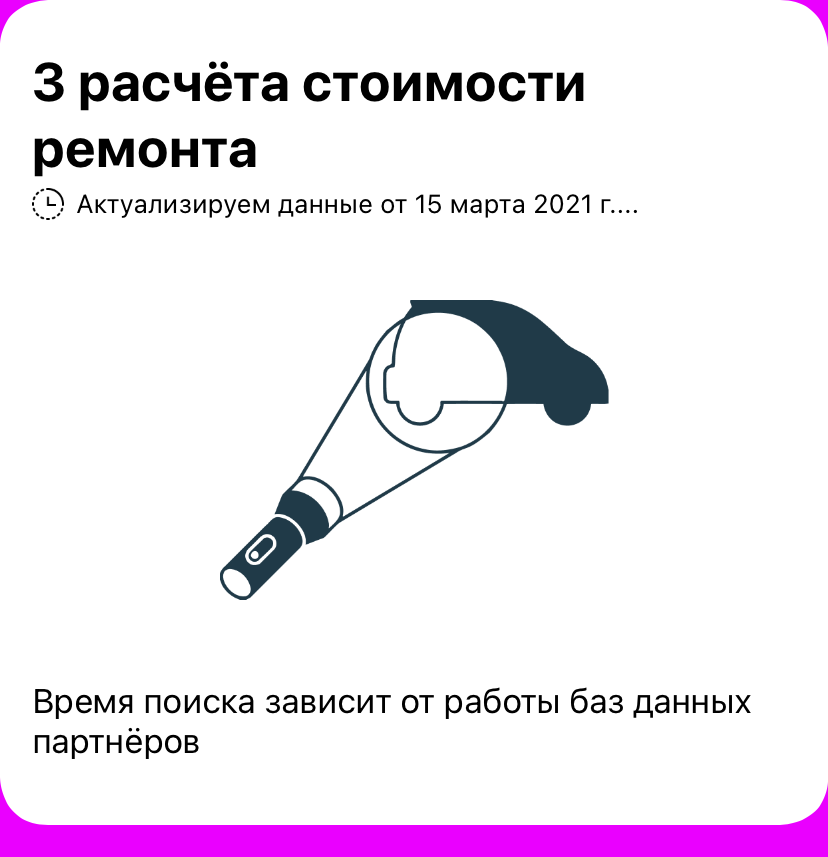 3 расчёта стоимости
ремонта
Актуализируем данные от 15 марта 2021 г....
Время поиска зависит от работы баз данных
партнёров